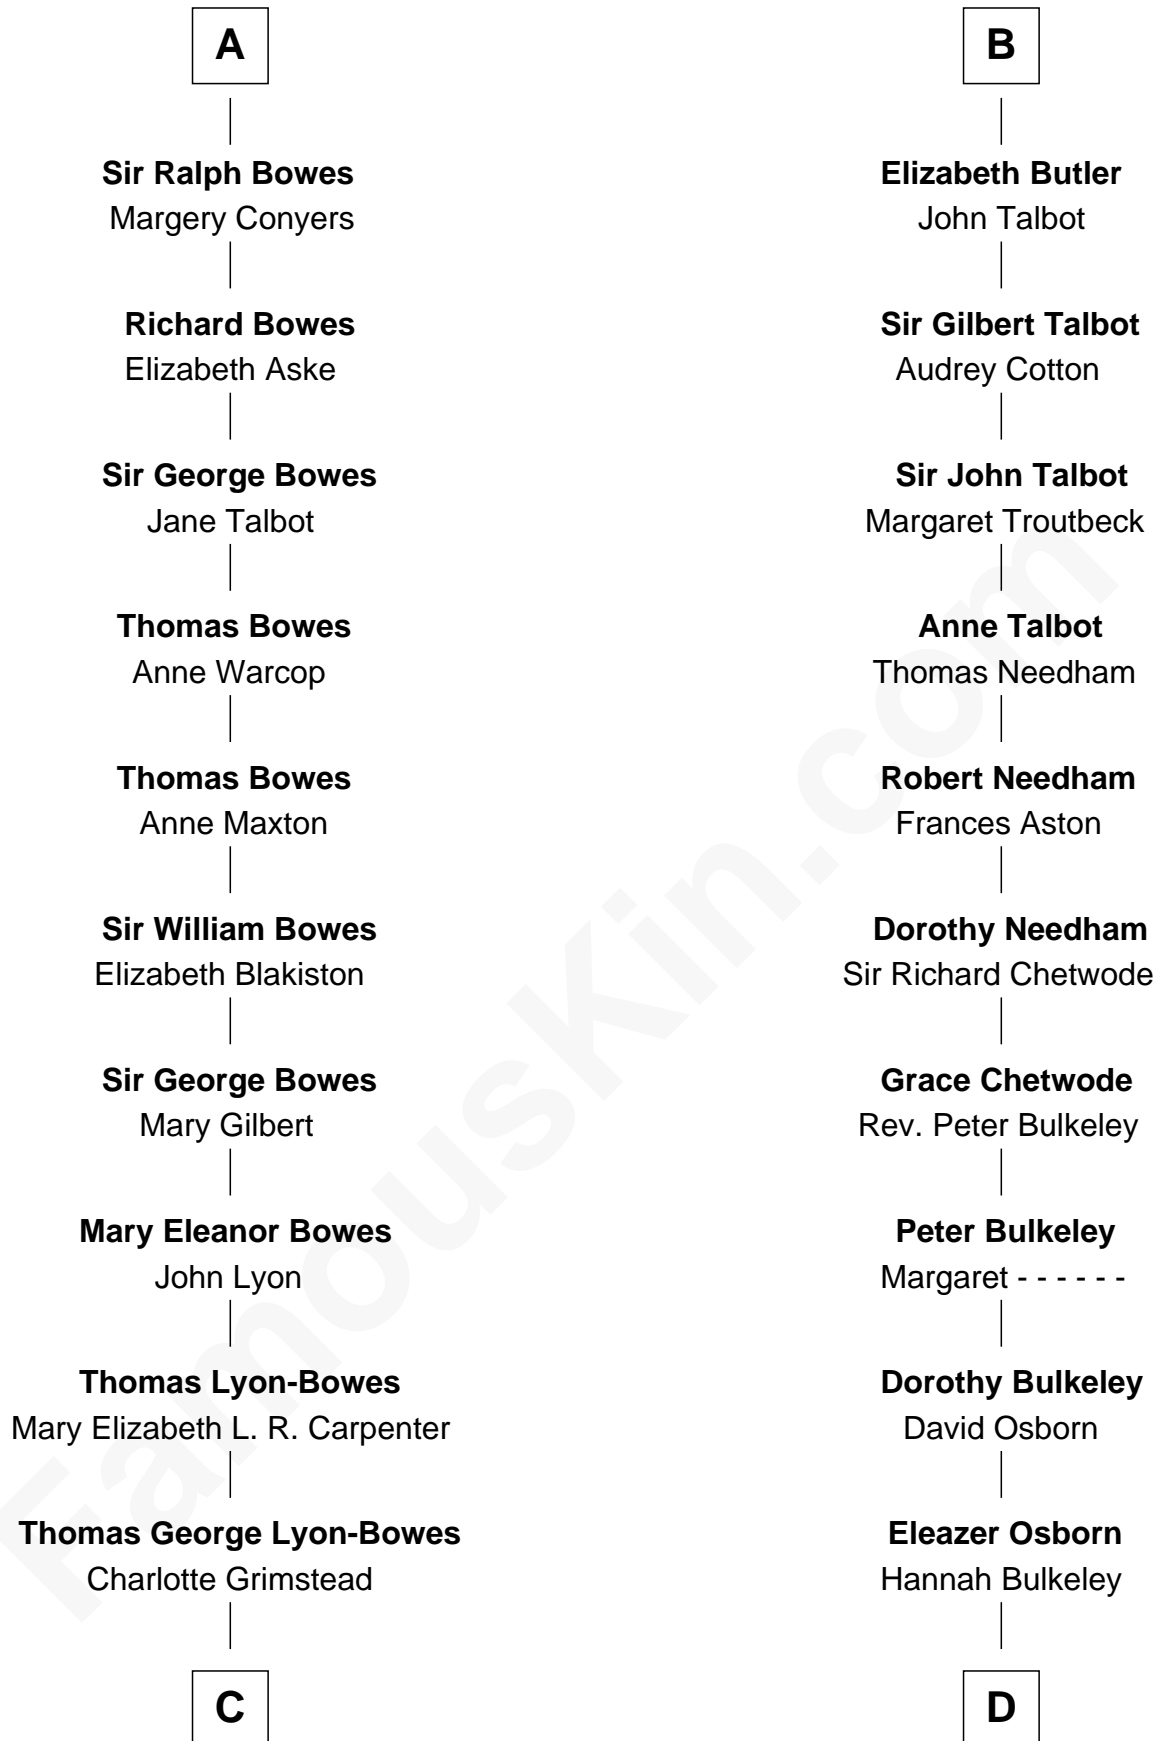 A
Sir Ralph Bowes
Margery Conyers
Richard Bowes
Elizabeth Aske
Sir George Bowes
Jane Talbot
Thomas Bowes
Anne Warcop
Thomas Bowes
Anne Maxton
Sir William Bowes
Elizabeth Blakiston
Sir George Bowes
Mary Gilbert
Mary Eleanor Bowes
John Lyon
Thomas Lyon-Bowes
Mary Elizabeth L. R. Carpenter
Thomas George Lyon-Bowes
Charlotte Grimstead
C
B
Elizabeth Butler
John Talbot
Sir Gilbert Talbot
Audrey Cotton
Sir John Talbot
Margaret Troutbeck
Anne Talbot
Thomas Needham
Robert Needham
Frances Aston
Dorothy Needham
Sir Richard Chetwode
Grace Chetwode
Rev. Peter Bulkeley
Peter Bulkeley
Margaret - - - - - -
Dorothy Bulkeley
David Osborn
Eleazer Osborn
Hannah Bulkeley
D
FamousKin.com